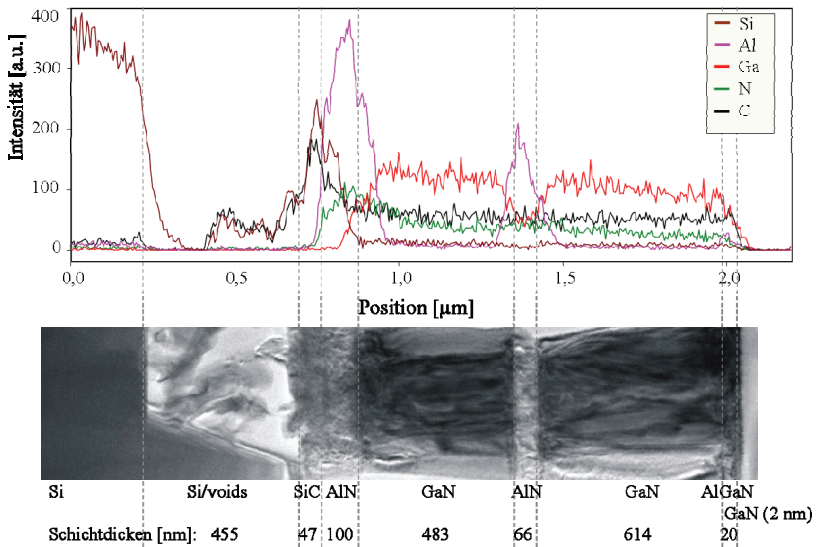 400
300
200
100
0
Intensität [a.u.]
Si
Al
Ga
N
C
0,0
0,5
1,0
1,5
2,0
Position [µm]
Si Si/voids SiC AlN GaN AlN GaN AlGaN
GaN (2 nm)
Schichtdicken [nm]: 455 47 100 483 66 614 20